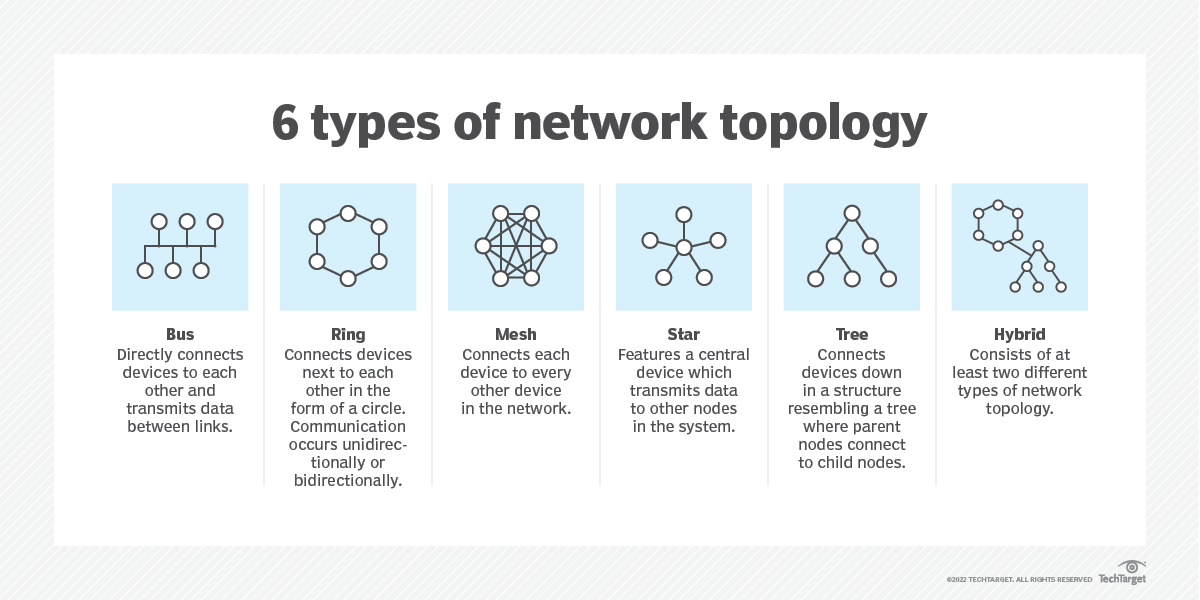 6 types of network topology
Bus
Directly connects
devices to each
other and
transmits data
between links.
Ring
Connects devices
next to each
other in the
form of a circle.
Communication
occurs unidirec-
tionally or
bidirectionally.
Mesh
Connects each
device to every
other device
in the network.
Star
Features a central
device which
transmits data
to other nodes
in the system.
Tree
Connects
devices down
in a structure
resembling a tree
where parent
nodes connect
to child nodes.
Hybrid
Consists of at
least two different
types of network
topology.
©2022 TECHTARGET. ALL RIGHTS RESERVED TechTarget